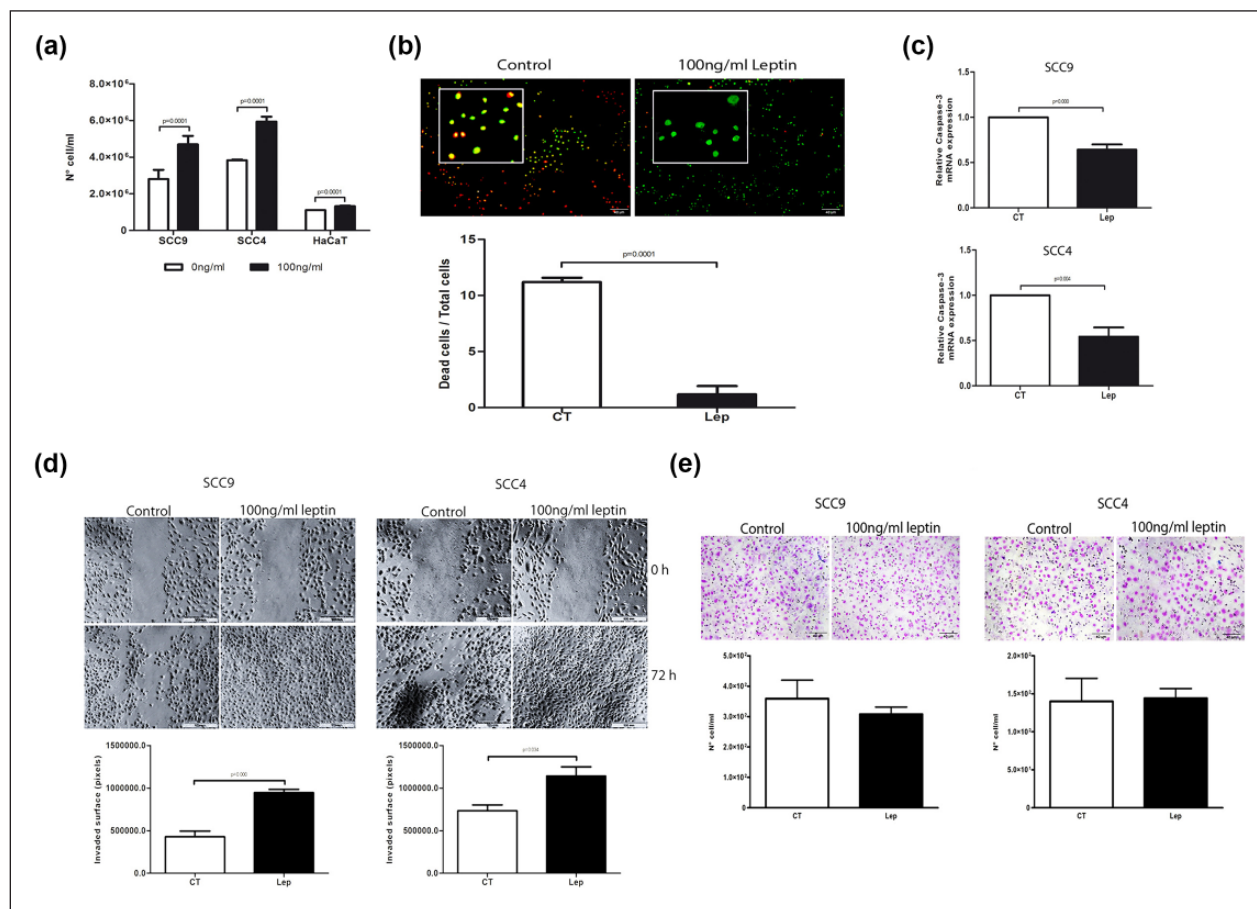 (a)
8.0×10⁶
6.0×10⁶
4.0×10⁶
2.0×10⁶
0
N° cell/ml
p=0.0001
p=0.0001
p=0.0001
SCC9 SCC4 HaCaT
0ng/ml 100ng/ml
(b)
Control 100ng/ml Leptin
15
10
5
0
Dead cells / Total cells
p=0.0001
CT Lep
(c)
SCC9
1.5
1.0
0.5
0.0
Relative Caspase-3
mRNA expression
CT Lep
SCC4
1.5
1.0
0.5
0.0
Relative Caspase-3
mRNA expression
p=0.004
CT Lep
(d)
SCC9 SCC4
Control 100ng/ml leptin Control 100ng/ml leptin
0 h
72 h
1500000.0
1000000.0
500000.0
0.0
Invaded surface (pixels)
CT Lep
1500000.0
1000000.0
500000.0
0.0
Invaded surface (pixels)
CT Lep
(e)
SCC9 SCC4
Control 100ng/ml leptin Control 100ng/ml leptin
N° cell/ml
0
CT Lep
N° cell/ml
0
CT Lep